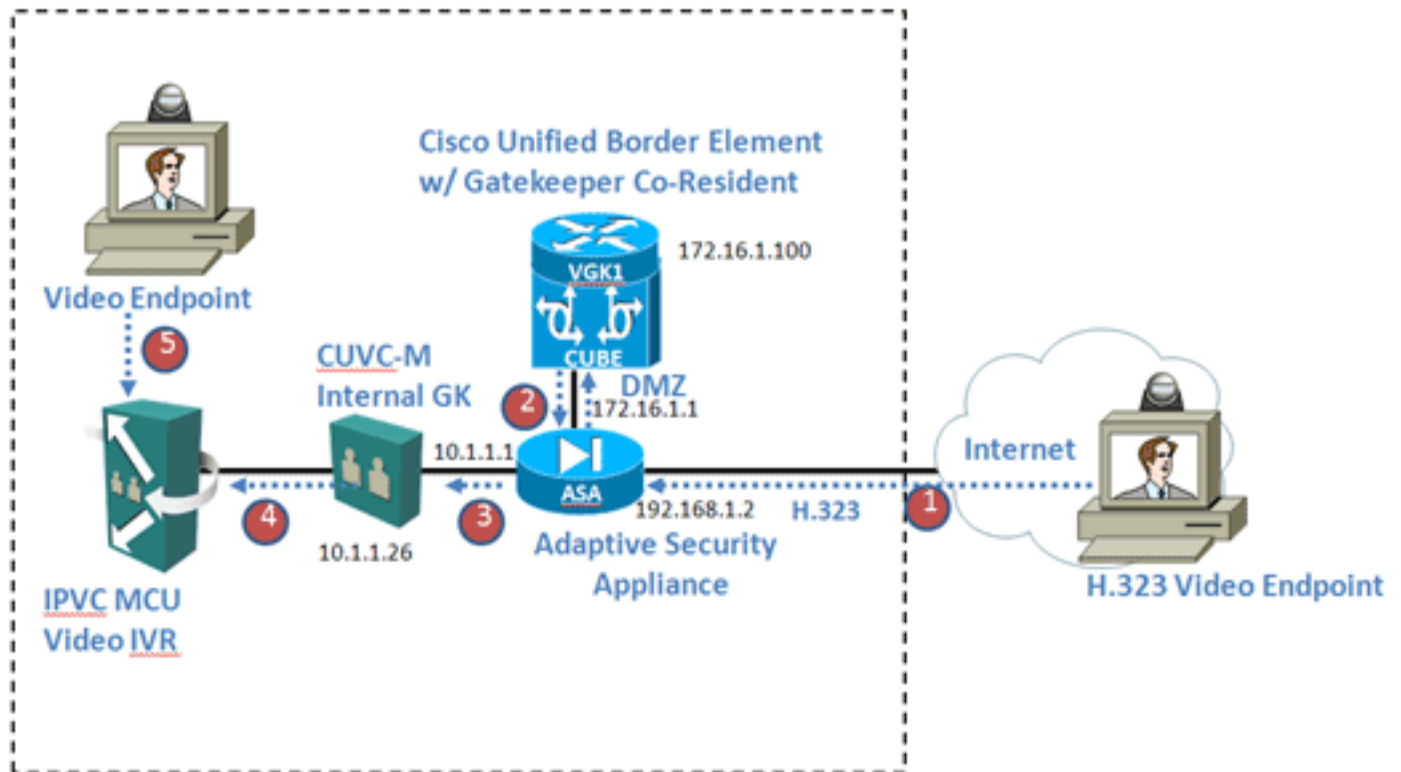 Cisco Unified Border Element
w/ Gatekeeper Co-Resident
172.16.1.100
VGK1
CUBE
Video Endpoint
5
CUVC-M
Internal GK
2
DMZ
172.16.1.1
10.1.1.1
ASA
Internet
192.168.1.2
H.323
1
4
3
10.1.1.26
Adaptive Security
Appliance
H.323 Video Endpoint
IPVC MCU
Video IVR